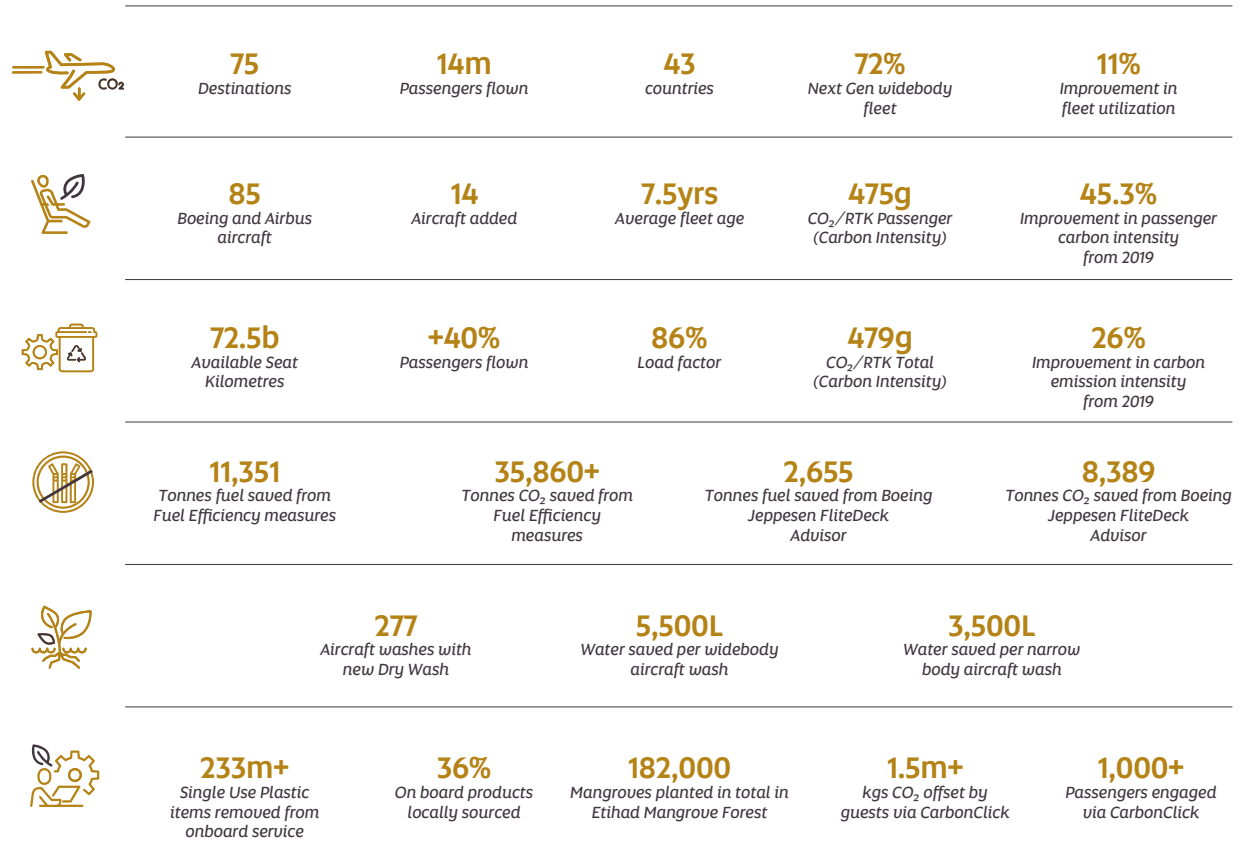 CO₂
75
Destinations
14m
Passengers flown
43
countries
72%
Next Gen widebody
fleet
11%
Improvement in
fleet utilization
85
Boeing and Airbus
aircraft
14
Aircraft added
7.5yrs
Average fleet age
475g
CO₂/RTK Passenger
(Carbon Intensity)
45.3%
Improvement in passenger
carbon intensity
from 2019
72.5b
Available Seat
Kilometres
+40%
Passengers flown
86%
Load factor
479g
CO₂/RTK Total
(Carbon Intensity)
26%
Improvement in carbon
emission intensity
from 2019
11,351
Tonnes fuel saved from
Fuel Efficiency measures
35,860+
Tonnes CO₂ saved from
Fuel Efficiency
measures
2,655
Tonnes fuel saved from Boeing
Jeppesen FliteDeck
Advisor
8,389
Tonnes CO₂ saved from Boeing
Jeppesen FliteDeck
Advisor
277
Aircraft washes with
new Dry Wash
5,500L
Water saved per widebody
aircraft wash
3,500L
Water saved per narrow
body aircraft wash
233m+
Single Use Plastic
items removed from
onboard service
36%
On board products
locally sourced
182,000
Mangroves planted in total in
Etihad Mangrove Forest
1.5m+
kgs CO₂ offset by
guests via CarbonClick
1,000+
Passengers engaged
via CarbonClick